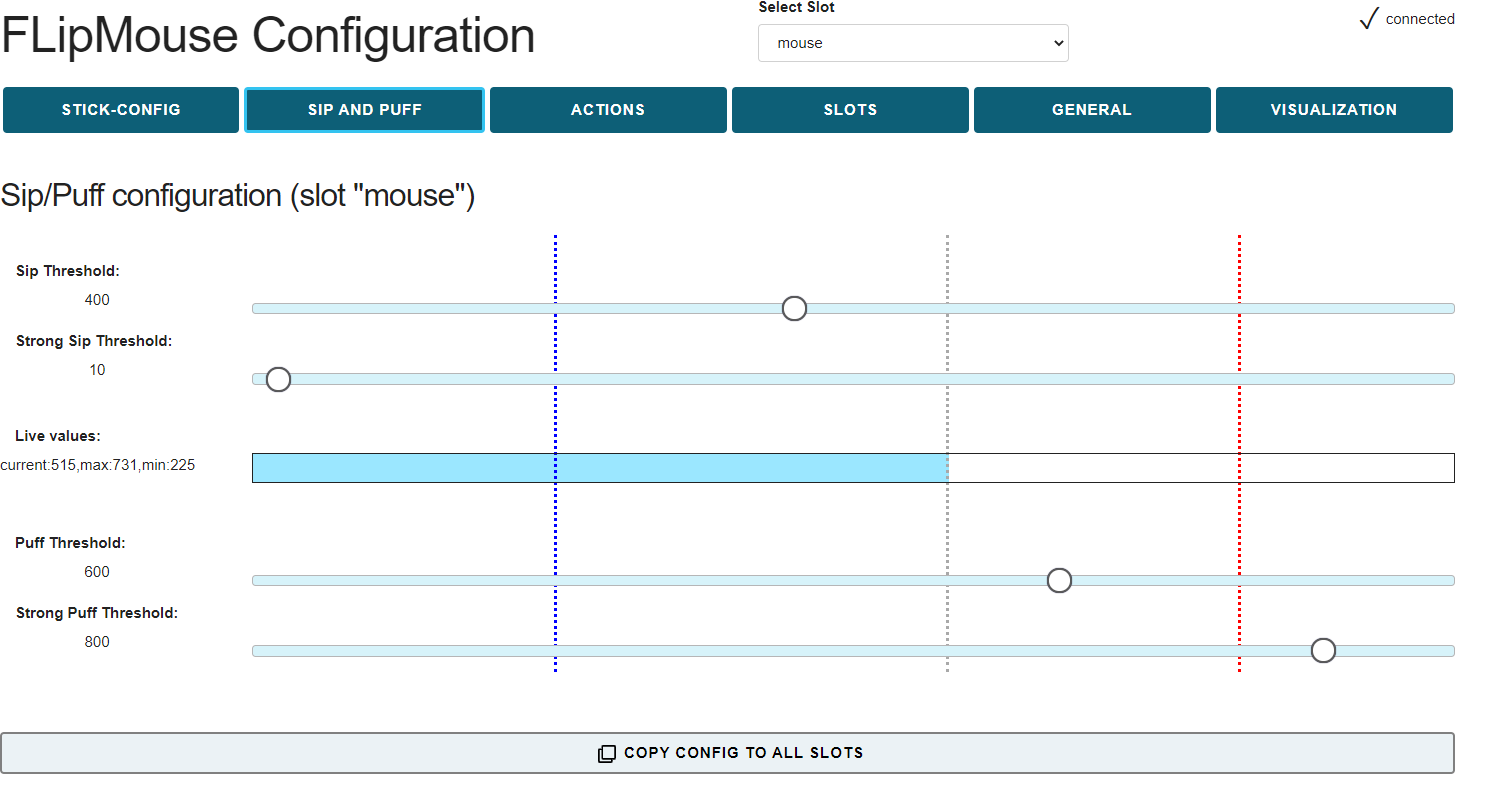 FLipMouse Configuration
Select Slot
mouse
connected
STICK-CONFIG
SIP AND PUFF
ACTIONS
SLOTS
GENERAL
VISUALIZATION
Sip/Puff configuration (slot "mouse")
Sip Threshold:
400
Strong Sip Threshold:
10
Live values:
current:515,max:731,min:225
Puff Threshold:
600
Strong Puff Threshold:
800
COPY CONFIG TO ALL SLOTS